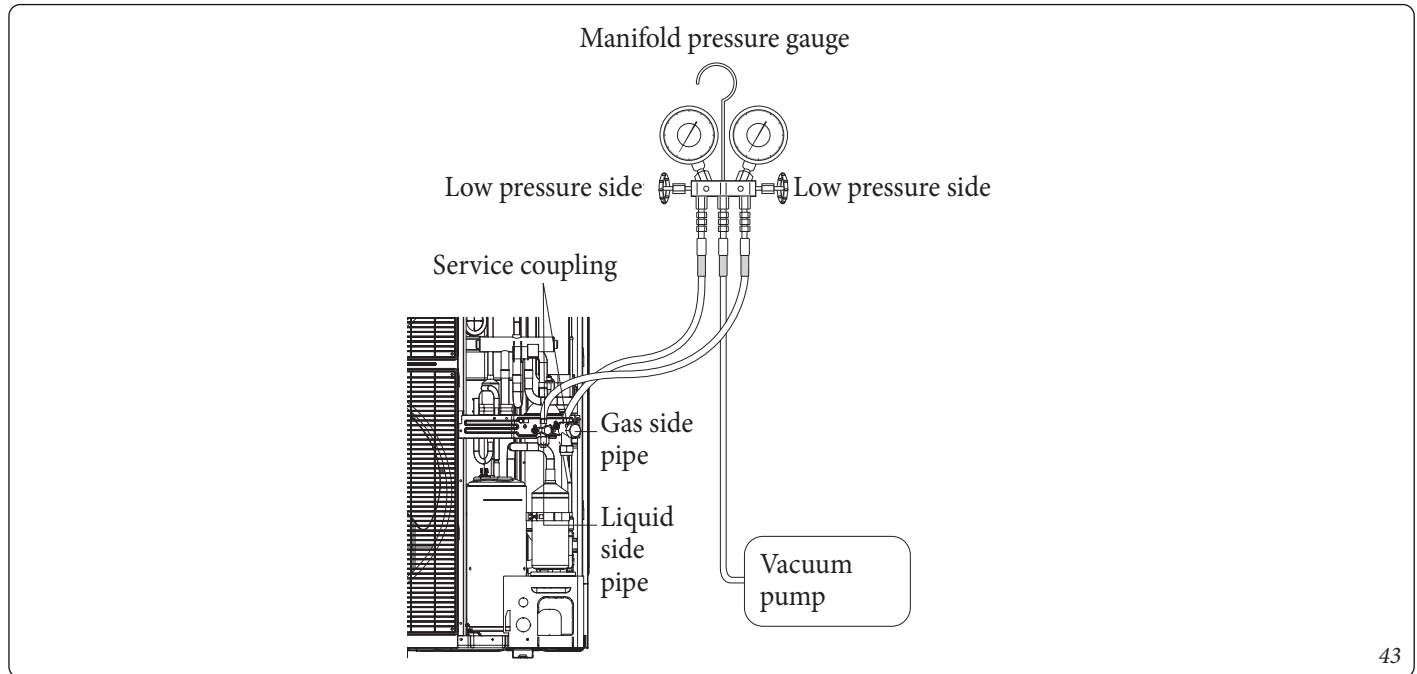 Manifold pressure gauge
Low pressure side
Low pressure side
Service coupling
Gas side
pipe
Liquid
side
pipe
Vacuum
pump
43